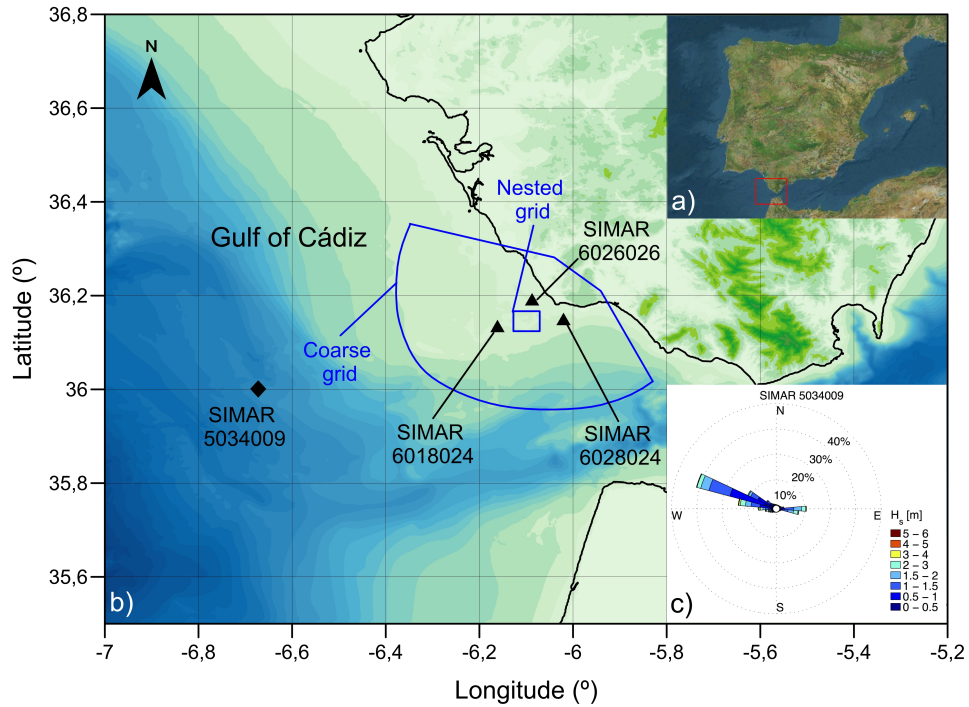 36,8
36,6
36,4
36,2
36
35,8
35,6
Latitude (º)
N
Gulf of Cádiz
Nested
grid
SIMAR
6026026
Coarse
grid
SIMAR
5034009
SIMAR
6018024
SIMAR
6028024
b)
a)
SIMAR 5034009
N
40%
30%
20%
10%
W
E
S
Hs [m]
5 – 6
4 – 5
3 – 4
2 – 3
1.5 – 2
1 – 1.5
0.5 – 1
0 – 0.5
c)
-7
-6,8
-6,6
-6,4
-6,2
-6
-5,8
-5,6
-5,4
-5,2
Longitude (º)